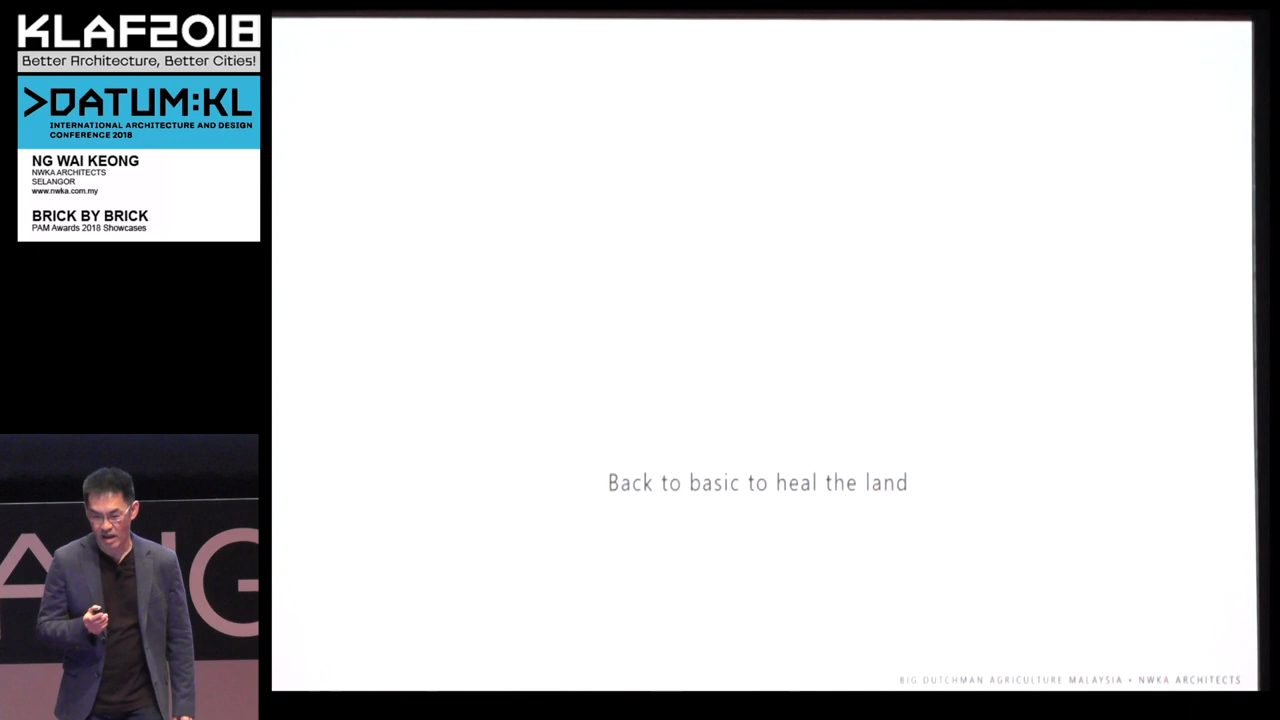 KLAF2018
Better Architecture, Better Cities!
>DATUM:KL
INTERNATIONAL ARCHITECTURE AND DESIGN
CONFERENCE 2018
NG WAI KEONG
NWKA ARCHITECTS
SELANGOR
www.nwka.com.my
BRICK BY BRICK
PAM Awards 2018 Showcases
Back to basic to heal the land
ANG
BIG DUTCHMAN AGRICULTURE MALAYSIA • NWKA ARCHITECTS